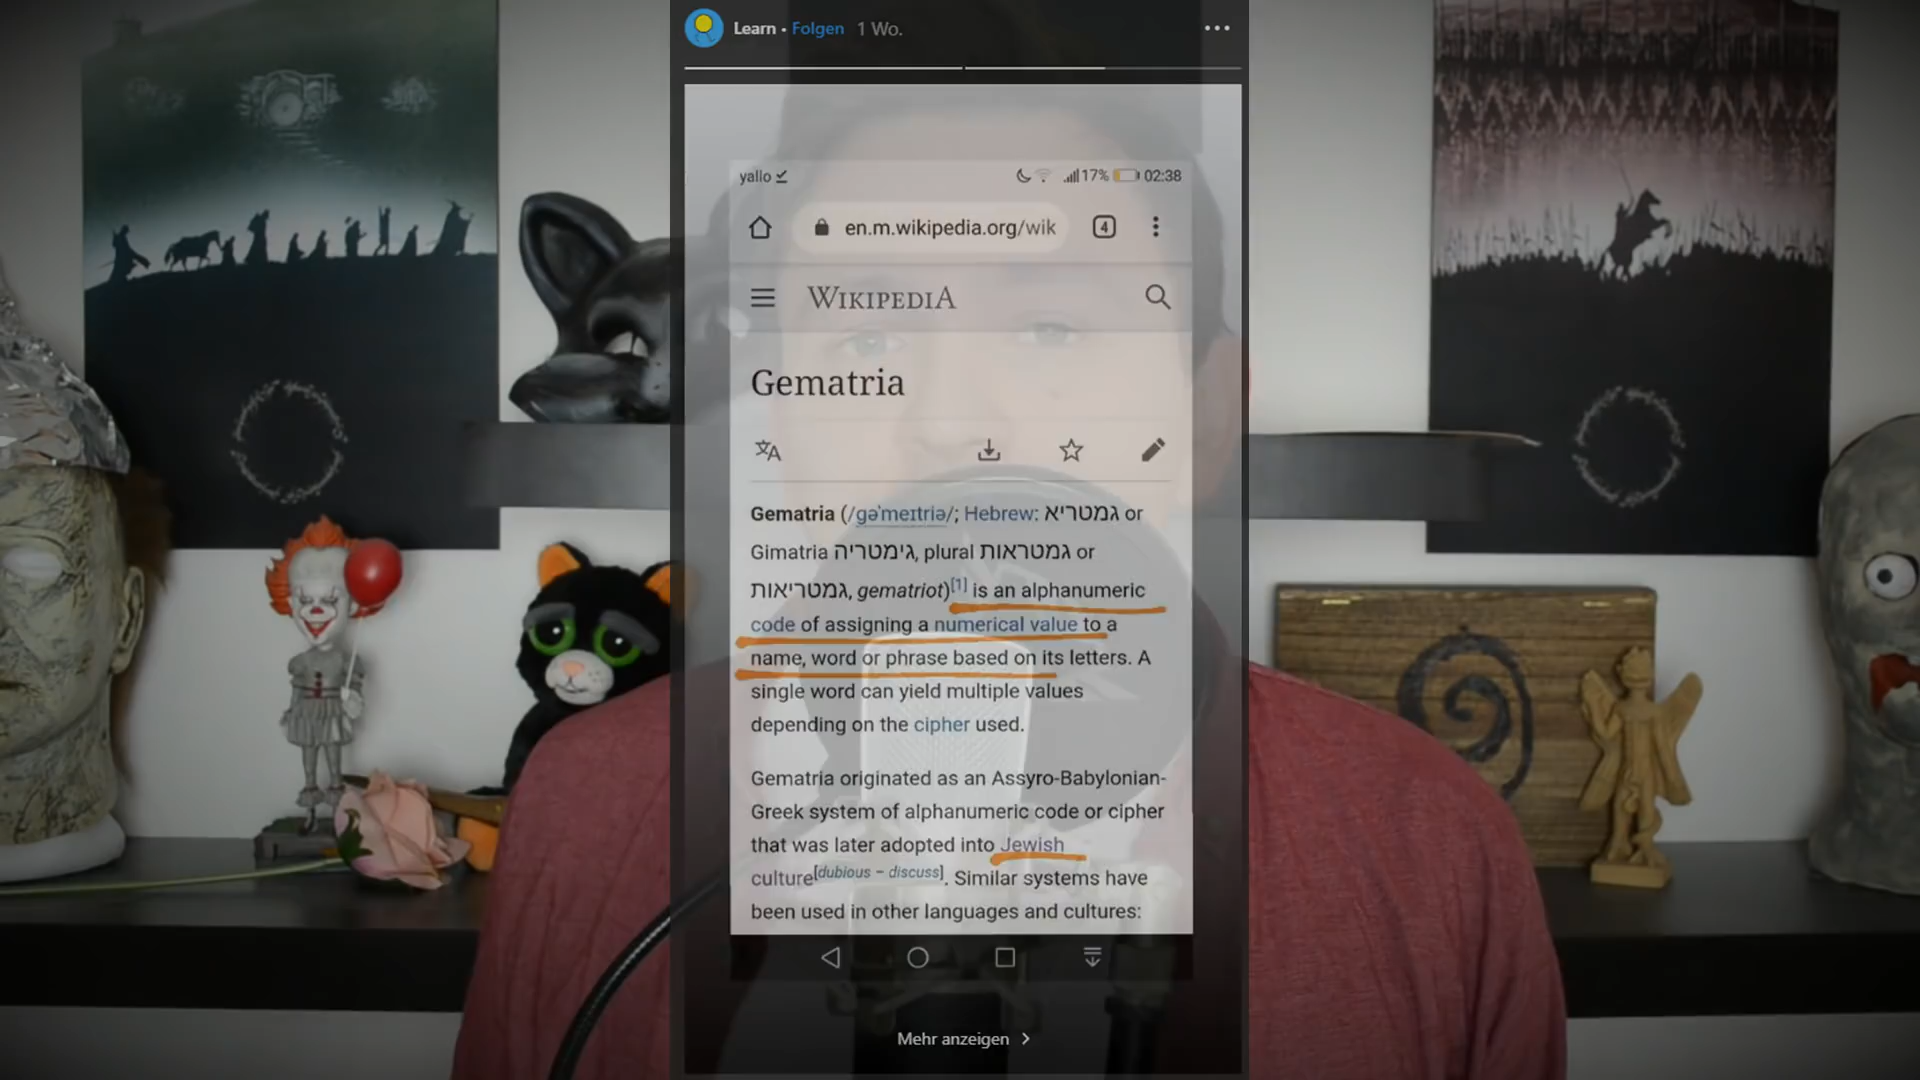 Learn • Folgen 1 Wo.
yallo 17% 02:38
en.m.wikipedia.org/wik 4
WIKIPEDIA
Gematria
Gematria (/ɡəˈmeɪtriə/; Hebrew: גמטריא or
Gimatria גימטריה, plural גמטראות or
גמטריאות, gematriot)[1] is an alphanumeric
code of assigning a numerical value to a
name, word or phrase based on its letters. A
single word can yield multiple values
depending on the cipher used.
Gematria originated as an Assyro-Babylonian-
Greek system of alphanumeric code or cipher
that was later adopted into Jewish
culture[dubious – discuss]. Similar systems have
been used in other languages and cultures:
Mehr anzeigen